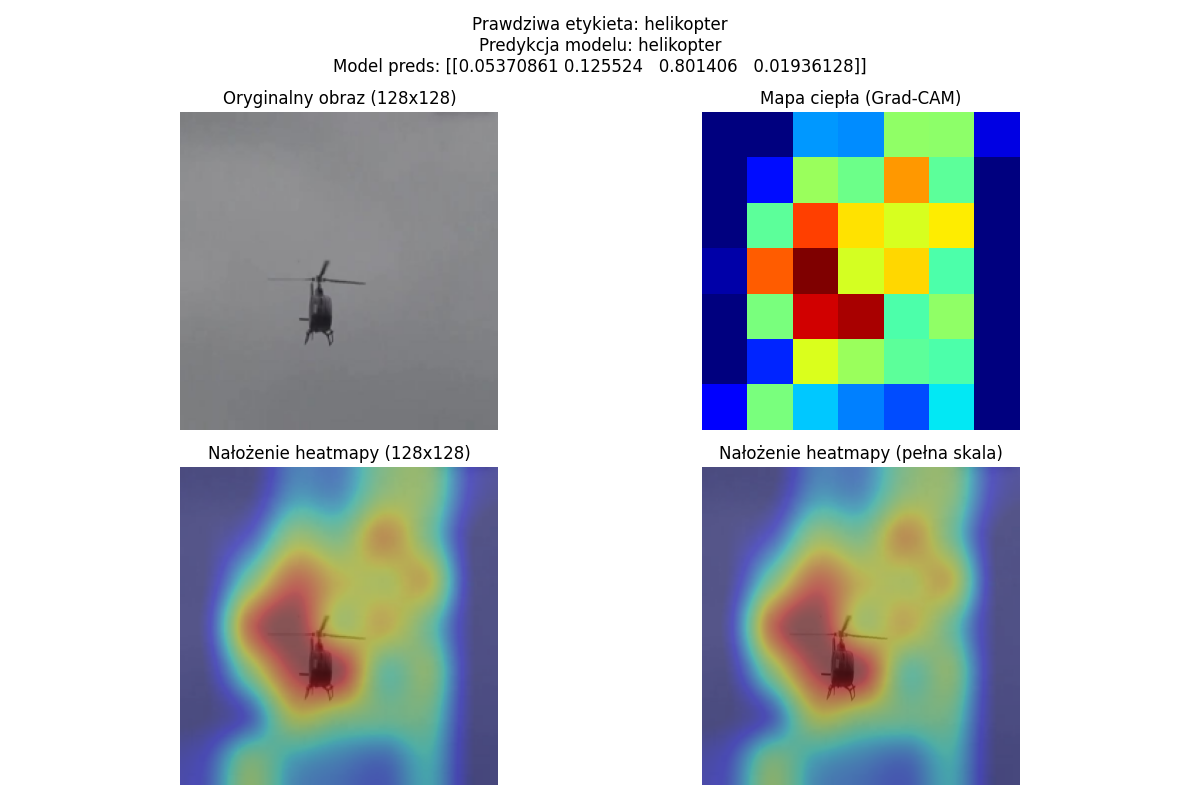 Prawdziwa etykieta: helikopter
Predykcja modelu: helikopter
Model preds: [[0.05370861 0.125524   0.801406   0.01936128]]
Oryginalny obraz (128x128)
Mapa ciepła (Grad-CAM)
Nałożenie heatmapy (128x128)
Nałożenie heatmapy (pełna skala)